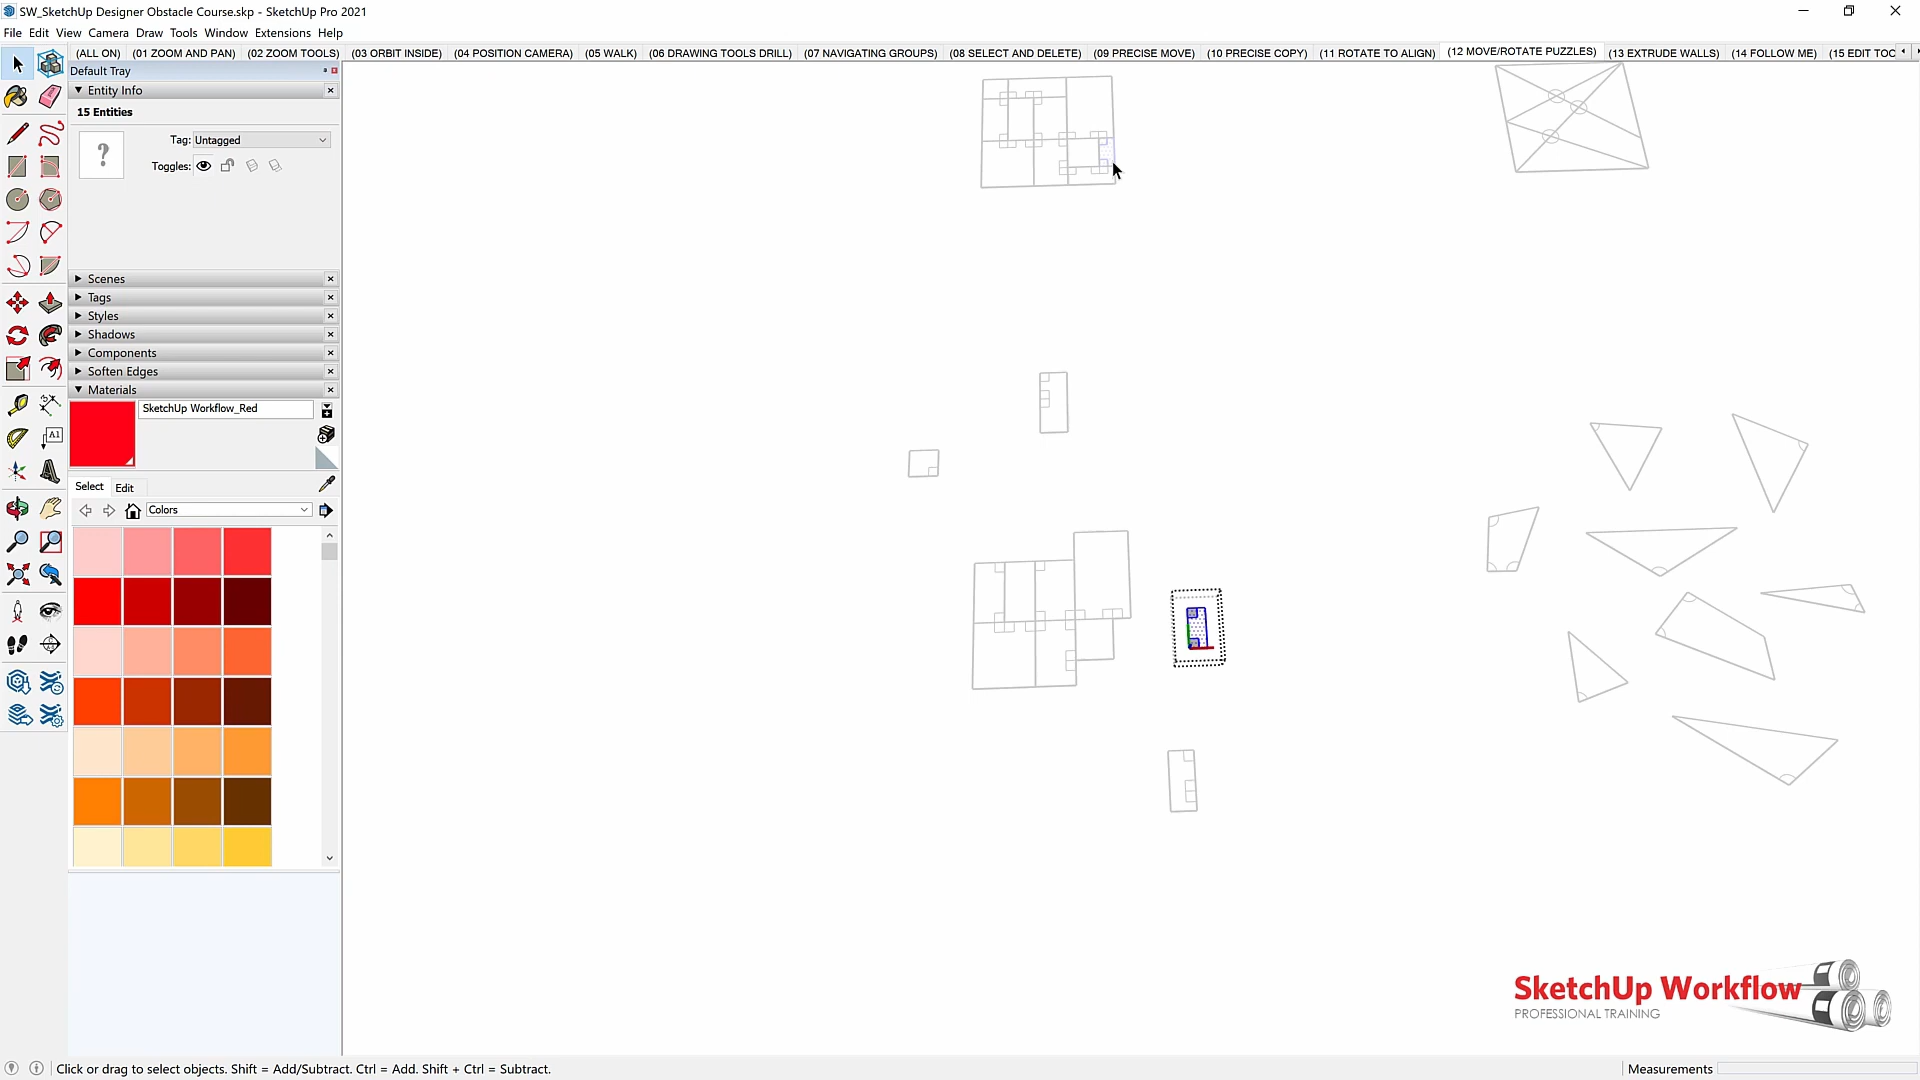 SW_SketchUp Designer Obstacle Course.skp - SketchUp Pro 2021
File Edit View Camera Draw Tools Window Extensions Help
(ALL ON) (01 ZOOM AND PAN) (02 ZOOM TOOLS) (03 ORBIT INSIDE) (04 POSITION CAMERA) (05 WALK) (06 DRAWING TOOLS DRILL) (07 NAVIGATING GROUPS) (08 SELECT AND DELETE) (09 PRECISE MOVE) (10 PRECISE COPY) (11 ROTATE TO ALIGN) (12 MOVE/ROTATE PUZZLES) (13 EXTRUDE WALLS) (14 FOLLOW ME) (15 EDIT TOO
Default Tray
Entity Info
15 Entities
Tag: Untagged
?
Toggles:
Scenes
Tags
Styles
Shadows
Components
Soften Edges
Materials
SketchUp Workflow_Red
A1
Select Edit
Colors
SketchUp Workflow
PROFESSIONAL TRAINING
Click or drag to select objects. Shift = Add/Subtract. Ctrl = Add. Shift + Ctrl = Subtract.
Measurements